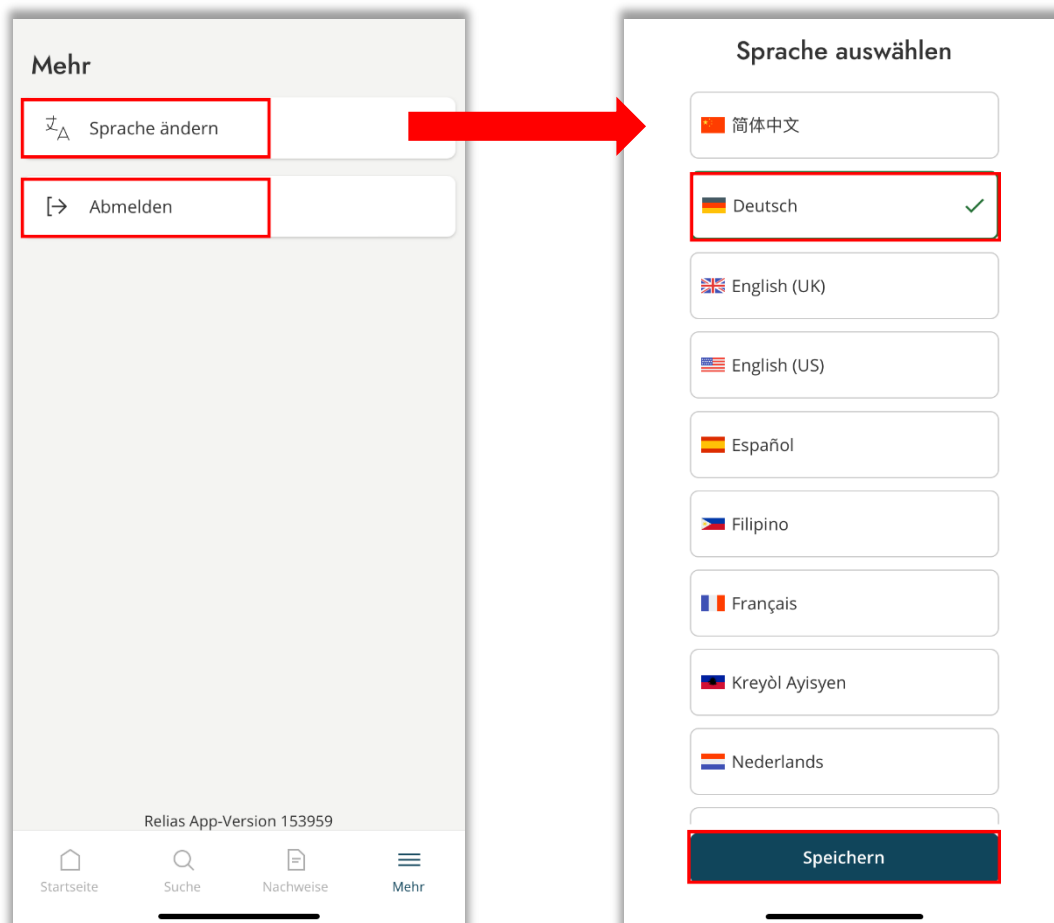 Mehr
Sprache ändern
Abmelden
Relias App-Version 153959
Startseite
Suche
Nachweise
Mehr
Sprache auswählen
简体中文
Deutsch
English (UK)
English (US)
Español
Filipino
Français
Kreyòl Ayisyen
Nederlands
Speichern